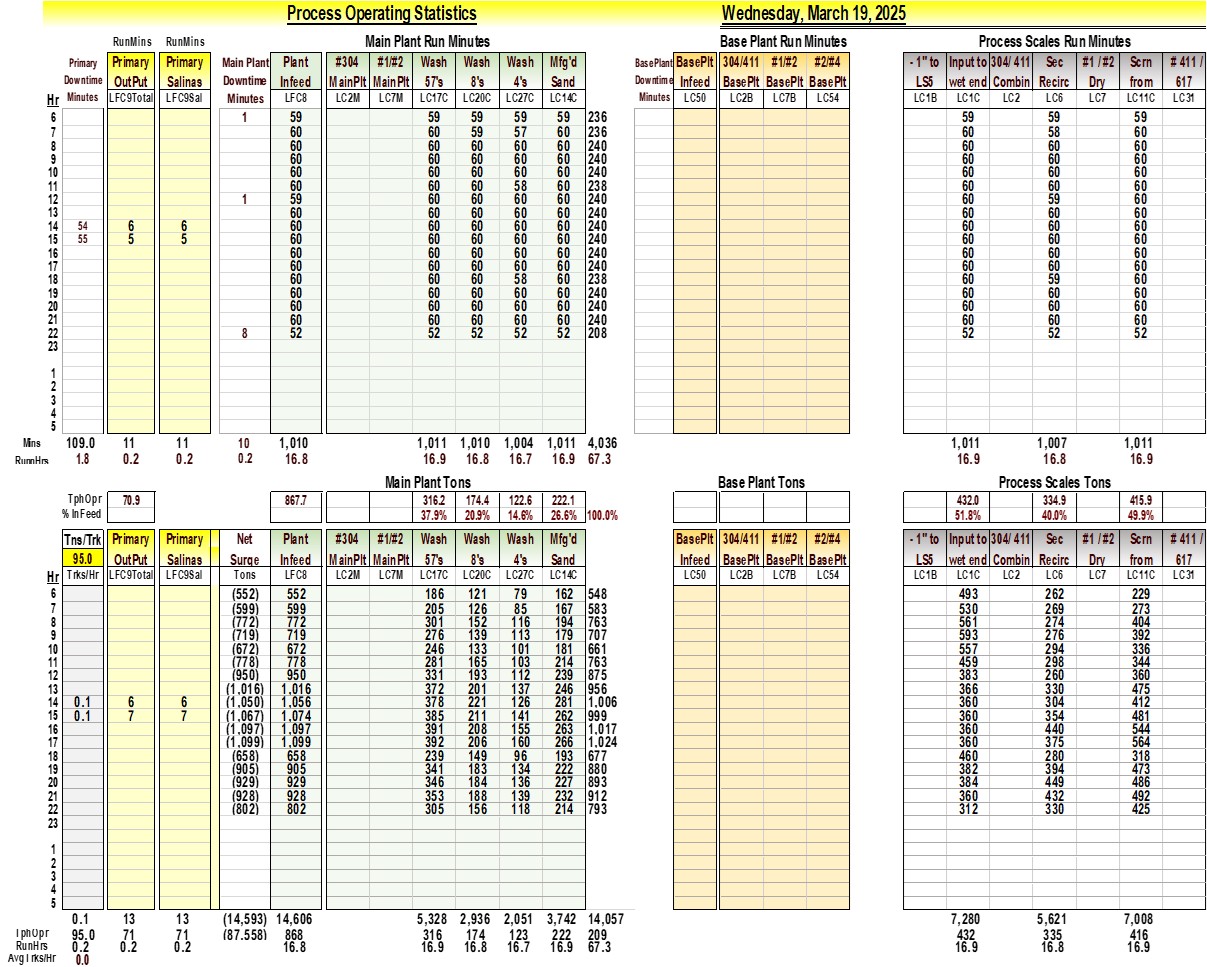 Process Operating Statistics Wednesday, March 19, 2025
RunMins RunMins Main Plant Run Minutes Base Plant Run Minutes Process Scales Run Minutes
Primary Primary Primary Main Plant Plant #304 #1/#2 Wash Wash Wash Mfg'd BasePlant BasePlt 304/411 #1/#2 #2/#4 - 1" to Input to 304/ 411 Sec #1 / #2 Scrn # 411 /
Downtime OutPut Salinas Downtime Infeed MainPlt MainPlt 57's 8's 4's Sand Downtime Infeed BasePlt BasePlt BasePlt LS5 wet end Combin Recirc Dry from 617
Hr Minutes LFC9Total LFC9Sal Minutes LFC8 LC2M LC7M LC17C LC20C LC27C LC14C Minutes LC50 LC2B LC7B LC54 LC1B LC1C LC2 LC6 LC7 LC11C LC31
6 1 59 59 59 59 59 236 59 59 59
7 60 60 59 57 60 236 60 58 60
8 60 60 60 60 60 240 60 60 60
9 60 60 60 60 60 240 60 60 60
10 60 60 60 60 60 240 60 60 60
11 60 60 60 58 60 238 60 60 60
12 1 59 60 60 60 60 240 60 59 60
13 60 60 60 60 60 240 60 60 60
14 54 6 6 60 60 60 60 60 240 60 60 60
15 55 5 5 60 60 60 60 60 240 60 60 60
16 60 60 60 60 60 240 60 60 60
17 60 60 60 60 60 240 60 60 60
18 60 60 60 58 60 238 60 59 60
19 60 60 60 60 60 240 60 60 60
20 60 60 60 60 60 240 60 60 60
21 60 60 60 60 60 240 60 60 60
22 8 52 52 52 52 52 208 52 52 52
23
1
2
3
4
5
Mins 109.0 11 11 10 1,010 1,011 1,010 1,004 1,011 4,036 1,011 1,007 1,011
RunnHrs 1.8 0.2 0.2 0.2 16.8 16.9 16.8 16.7 16.9 67.3 16.9 16.8 16.9
Main Plant Tons Base Plant Tons Process Scales Tons
TphOpr 70.9 867.7 316.2 174.4 122.6 222.1 432.0 334.9 415.9
% InFeed 37.9% 20.9% 14.6% 26.6% 100.0% 51.8% 40.0% 49.9%
Tns/Trk Primary Primary Net Plant #304 #1/#2 Wash Wash Wash Mfg'd BasePlt 304/411 #1/#2 #2/#4 - 1" to Input to 304/ 411 Sec #1 / #2 Scrn # 411 /
95.0 OutPut Salinas Surge Infeed MainPlt MainPlt 57's 8's 4's Sand Infeed BasePlt BasePlt BasePlt LS5 wet end Combin Recirc Dry from 617
Hr Trks/Hr LFC9Total LFC9Sal Tons LFC8 LC2M LC7M LC17C LC20C LC27C LC14C LC50 LC2B LC7B LC54 LC1B LC1C LC2 LC6 LC7 LC11C LC31
6 (552) 552 186 121 79 162 548 493 262 229
7 (599) 599 205 126 85 167 583 530 269 273
8 (772) 772 301 152 116 194 763 561 274 404
9 (719) 719 276 139 113 179 707 593 276 392
10 (672) 672 246 133 101 181 661 557 294 336
11 (778) 778 281 165 103 214 763 459 298 344
12 (950) 950 331 193 112 239 875 383 260 360
13 (1,016) 1,016 372 201 137 246 956 366 330 475
14 0.1 6 6 (1,050) 1,056 378 221 126 281 1,006 360 304 412
15 0.1 7 7 (1,067) 1,074 385 211 141 262 999 360 354 481
16 (1,097) 1,097 391 208 155 263 1,017 360 440 544
17 (1,099) 1,099 392 206 160 266 1,024 360 375 564
18 (658) 658 239 149 96 193 677 460 280 318
19 (905) 905 341 183 134 222 880 382 394 473
20 (929) 929 346 184 136 227 893 384 449 486
21 (928) 928 353 188 139 232 912 360 432 492
22 (802) 802 305 156 118 214 793 312 330 425
23
1
2
3
4
5
0.1 13 13 (14,593) 14,606 5,328 2,936 2,051 3,742 14,057 7,280 5,621 7,008
TphOpr 95.0 71 71 (87,558) 868 316 174 123 222 209 432 335 416
RunHrs 0.2 0.2 0.2 16.8 16.9 16.8 16.7 16.9 67.3 16.9 16.8 16.9
Avg Trks/Hr 0.0